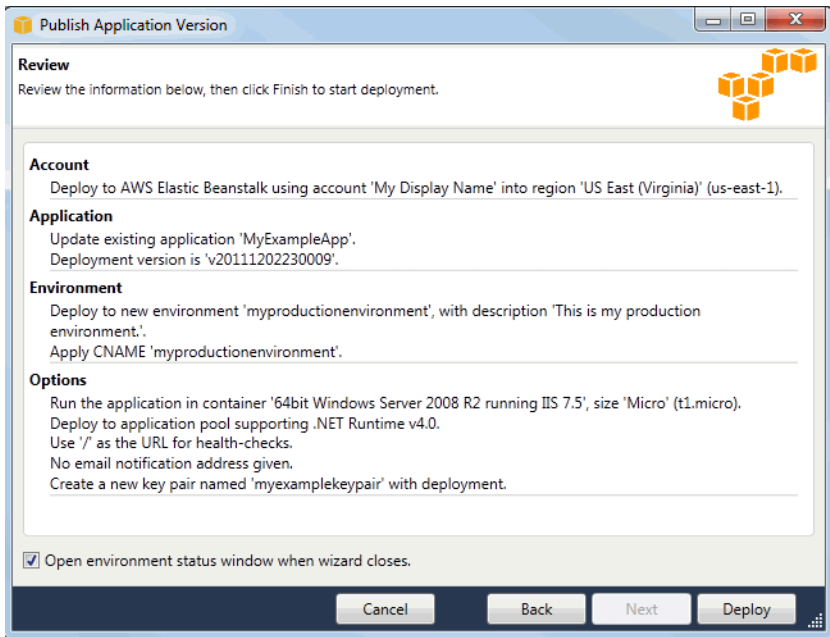 Publish Application Version
Review
Review the information below, then click Finish to start deployment.
Account
Deploy to AWS Elastic Beanstalk using account 'My Display Name' into region 'US East (Virginia)' (us-east-1).
Application
Update existing application 'MyExampleApp'.
Deployment version is 'v20111202230009'.
Environment
Deploy to new environment 'myproductionenvironment', with description 'This is my production
environment.'.
Apply CNAME 'myproductionenvironment'.
Options
Run the application in container '64bit Windows Server 2008 R2 running IIS 7.5', size 'Micro' (t1.micro).
Deploy to application pool supporting .NET Runtime v4.0.
Use '/' as the URL for health-checks.
No email notification address given.
Create a new key pair named 'myexamplekeypair' with deployment.
Open environment status window when wizard closes.
Cancel Back Next Deploy